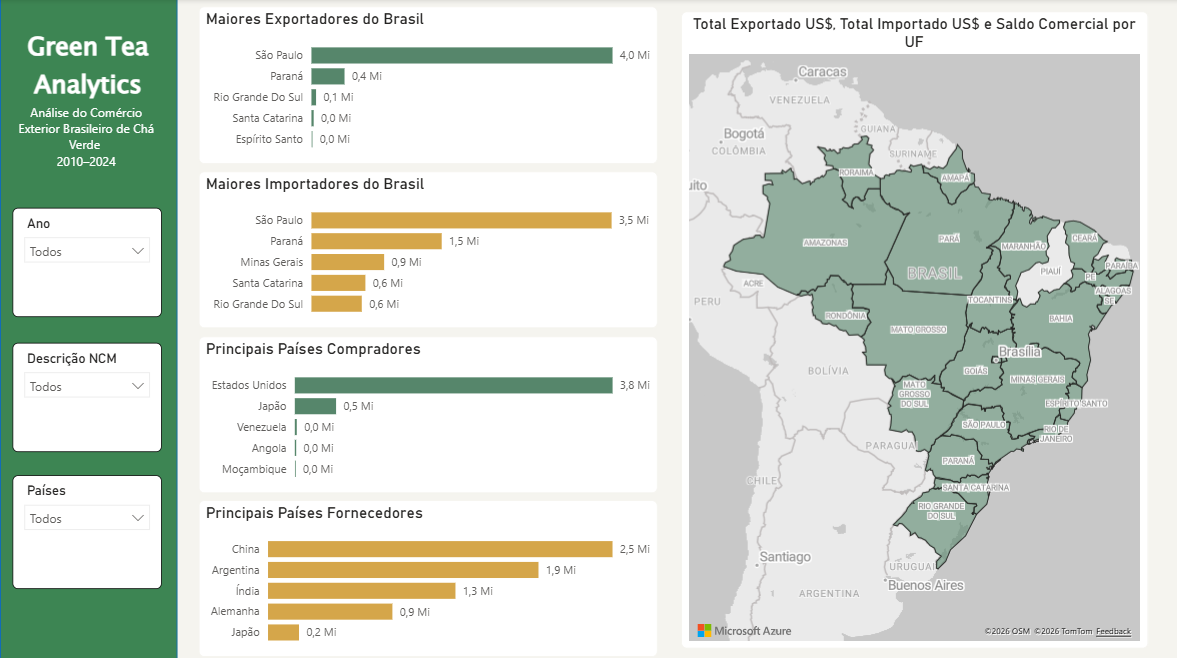 Green Tea
Analytics
Análise do Comércio
Exterior Brasileiro de Chá
Verde
2010–2024
Ano
Todos
Descrição NCM
Todos
Países
Todos
Maiores Exportadores do Brasil
São Paulo 4,0 Mi
Paraná 0,4 Mi
Rio Grande Do Sul 0,1 Mi
Santa Catarina 0,0 Mi
Espírito Santo 0,0 Mi
Maiores Importadores do Brasil
São Paulo 3,5 Mi
Paraná 1,5 Mi
Minas Gerais 0,9 Mi
Santa Catarina 0,6 Mi
Rio Grande Do Sul 0,6 Mi
Principais Países Compradores
Estados Unidos 3,8 Mi
Japão 0,5 Mi
Venezuela 0,0 Mi
Angola 0,0 Mi
Moçambique 0,0 Mi
Principais Países Fornecedores
China 2,5 Mi
Argentina 1,9 Mi
Índia 1,3 Mi
Alemanha 0,9 Mi
Japão 0,2 Mi
Total Exportado US$, Total Importado US$ e Saldo Comercial por
UF
Caracas
VENEZUELA
Bogotá
COLÔMBIA
GUIANA
SURINAME
uito
RORAIMA
AMAPÁ
AMAZONAS
PARÁ
MARANHÃO
CEARÁ
PIAUÍ
PARAÍBA
PE
ALAGOAS
SE
BRASIL
ACRE
PERU
TOCANTINS
RONDÔNIA
MATO GROSSO
BAHIA
Brasília
BOLÍVIA
GOIÁS
MINAS GERAIS
MATO
GROSSO
DO SUL
ESPÍRITO SANTO
SÃO PAULO
RIO DE
JANEIRO
PARAGUA
PARANÁ
CHILE
SANTA CATARINA
RIO GRANDE
DO SUL
Santiago
URUGUAI
Buenos Aires
ARGENTINA
Microsoft Azure
©2026 OSM ©2026 TomTom Feedback